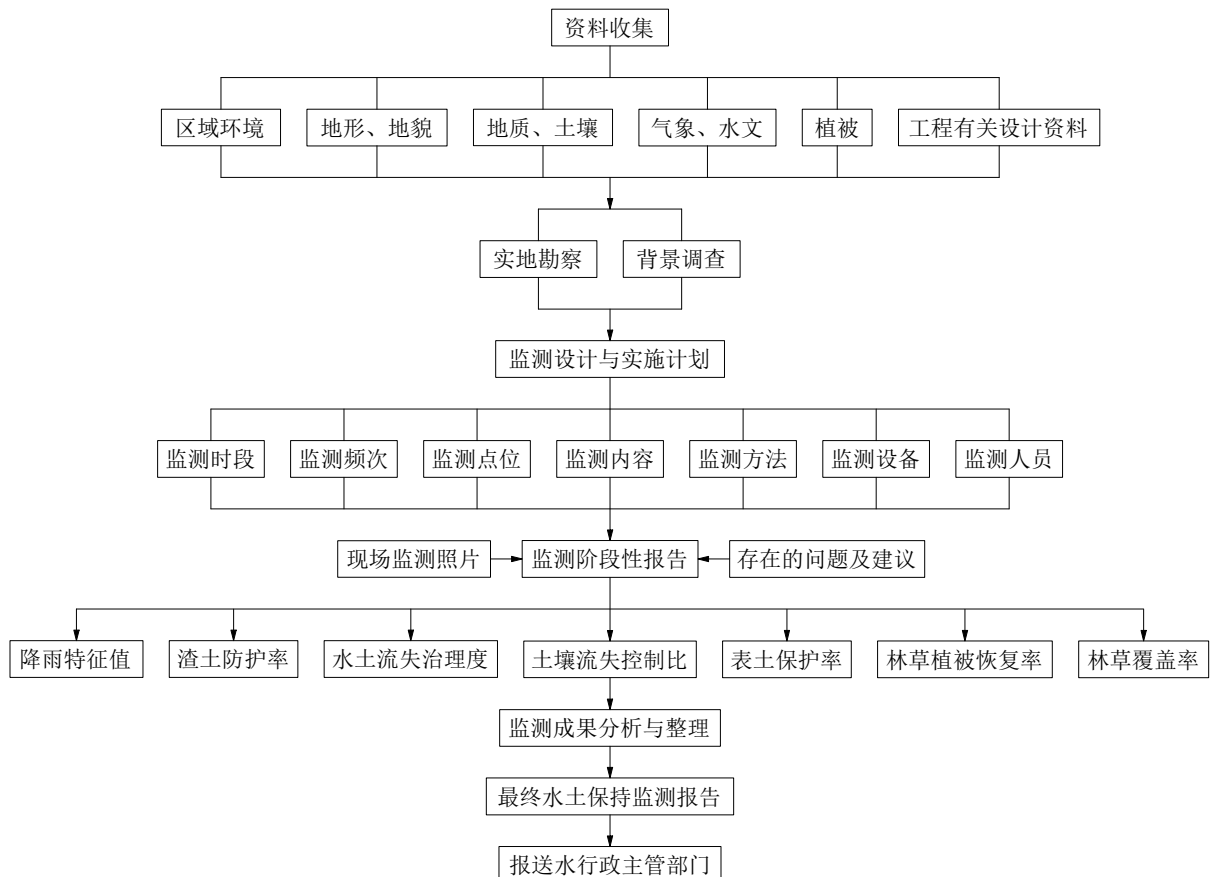 资料收集
区域环境
地形、地貌
地质、土壤
气象、水文
植被
工程有关设计资料
实地勘察
背景调查
监测设计与实施计划
监测时段
监测频次
监测点位
监测内容
监测方法
监测设备
监测人员
现场监测照片
监测阶段性报告
存在的问题及建议
降雨特征值
渣土防护率
水土流失治理度
土壤流失控制比
表土保护率
林草植被恢复率
林草覆盖率
监测成果分析与整理
最终水土保持监测报告
报送水行政主管部门